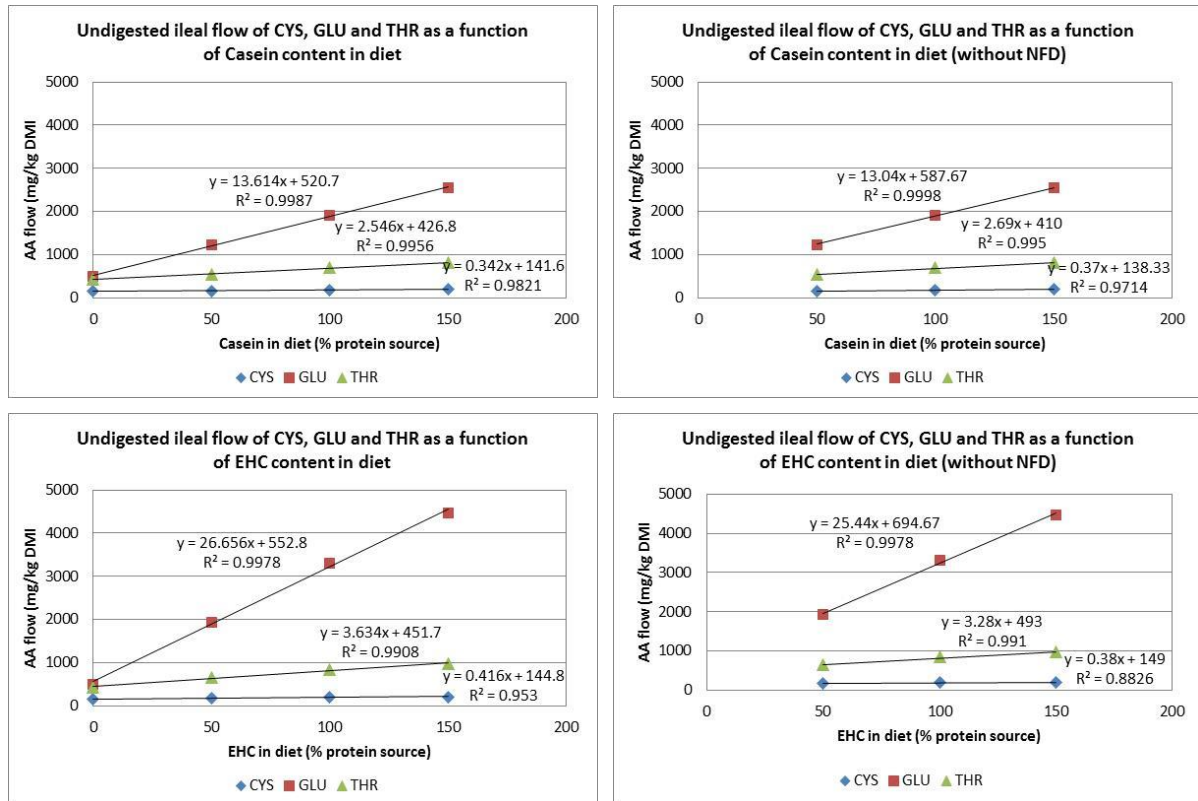 Undigested ileal flow of CYS, GLU and THR as a function
of Casein content in diet
AA flow (mg/kg DMI
5000
4000
3000
2000
1000
0
y = 13.614x + 520.7
R² = 0.9987
y = 2.546x + 426.8
R² = 0.9956
y = 0.342x + 141.6
R² = 0.9821
0 50 100 150 200
Casein in diet (% protein source)
CYS GLU THR
Undigested ileal flow of CYS, GLU and THR as a function
of Casein content in diet (without NFD)
AA flow (mg/kg DMI
5000
4000
3000
2000
1000
0
y = 13.04x + 587.67
R² = 0.9998
y = 2.69x + 410
R² = 0.995
y = 0.37x + 138.33
R² = 0.9714
0 50 100 150 200
Casein in diet (% protein source)
CYS GLU THR
Undigested ileal flow of CYS, GLU and THR as a function
of EHC content in diet
AA flow (mg/kg DMI
5000
4000
3000
2000
1000
0
y = 26.656x + 552.8
R² = 0.9978
y = 3.634x + 451.7
R² = 0.9908
y = 0.416x + 144.8
R² = 0.953
0 50 100 150 200
EHC in diet (% protein source)
CYS GLU THR
Undigested ileal flow of CYS, GLU and THR as a function
of EHC content in diet (without NFD)
AA flow (mg/kg DMI
5000
4000
3000
2000
1000
0
y = 25.44x + 694.67
R² = 0.9978
y = 3.28x + 493
R² = 0.991
y = 0.38x + 149
R² = 0.8826
0 50 100 150 200
EHC in diet (% protein source)
CYS GLU THR